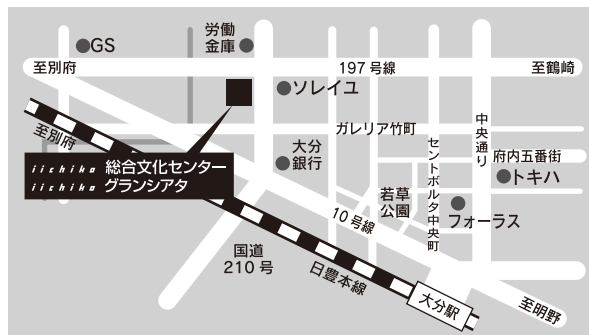 労働
金庫
GS
至別府
197号線
至鶴崎
ソレイユ
ガレリア竹町
中央通り
至別府
大分
銀行
セントポルタ中央町
府内五番街
トキハ
iichiko 総合文化センター
iichiko グランシアタ
若草
公園
フォーラス
10号線
国道
210号
日豊本線
大分駅
至明野